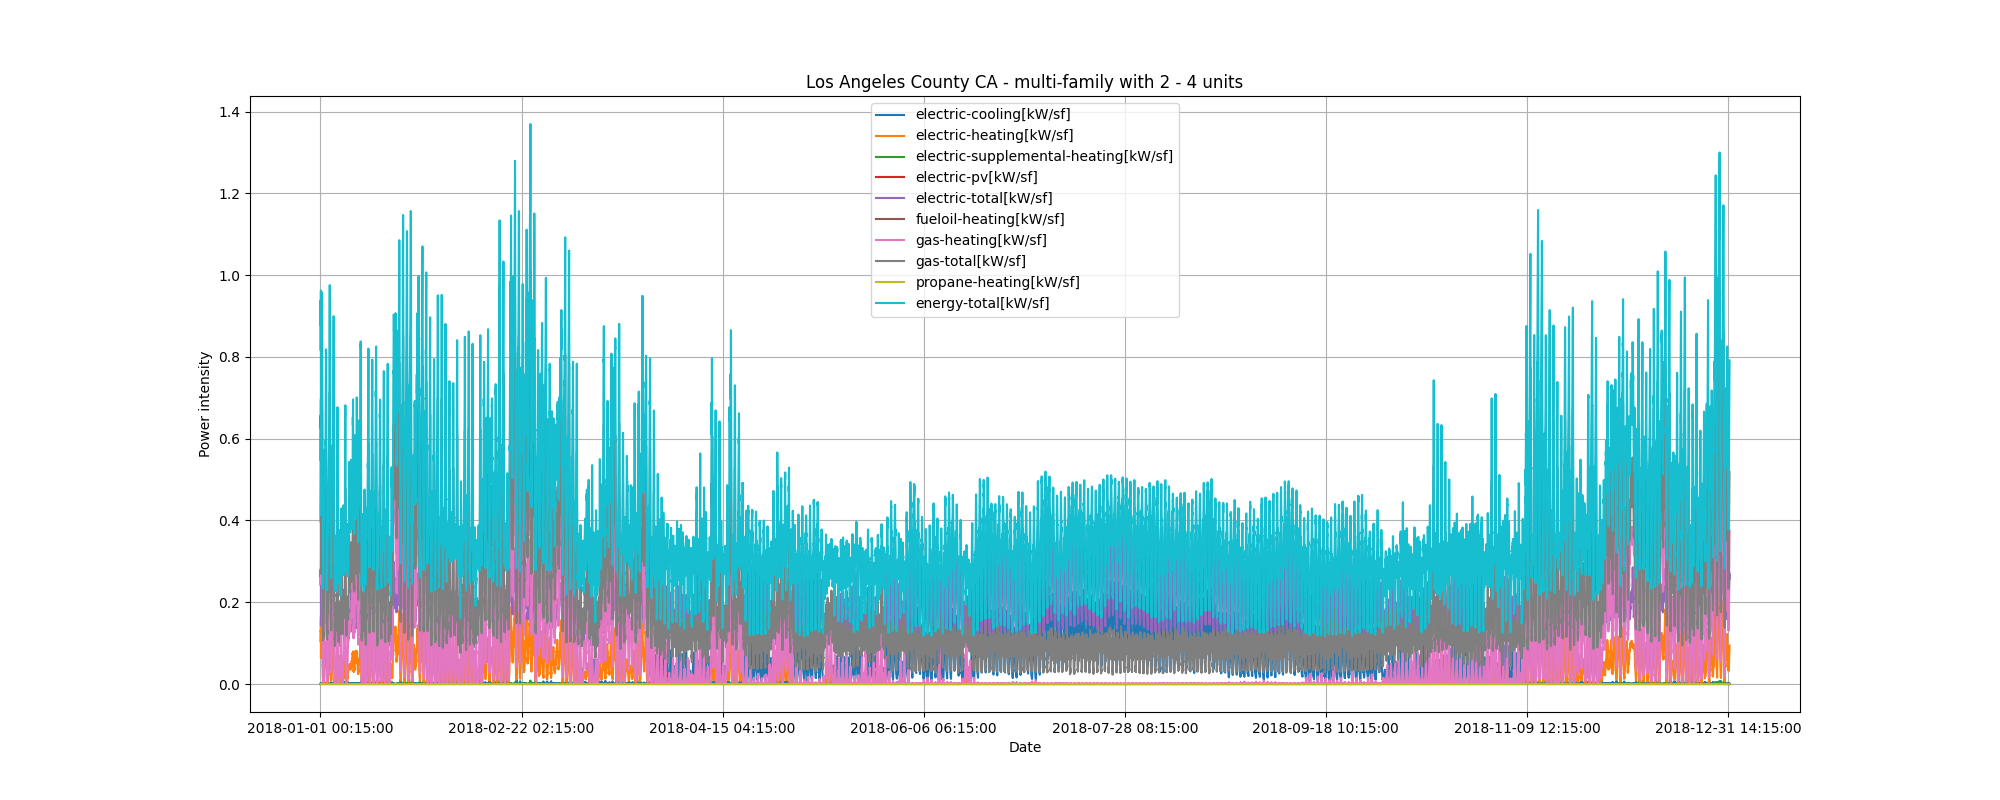 Los Angeles County CA - multi-family with 2 - 4 units
electric-cooling[kW/sf]
electric-heating[kW/sf]
electric-supplemental-heating[kW/sf]
electric-pv[kW/sf]
electric-total[kW/sf]
fueloil-heating[kW/sf]
gas-heating[kW/sf]
gas-total[kW/sf]
propane-heating[kW/sf]
energy-total[kW/sf]
Power intensity
1.4
1.2
1.0
0.8
0.6
0.4
0.2
0.0
2018-01-01 00:15:00 2018-02-22 02:15:00 2018-04-15 04:15:00 2018-06-06 06:15:00 2018-07-28 08:15:00 2018-09-18 10:15:00 2018-11-09 12:15:00 2018-12-31 14:15:00
Date